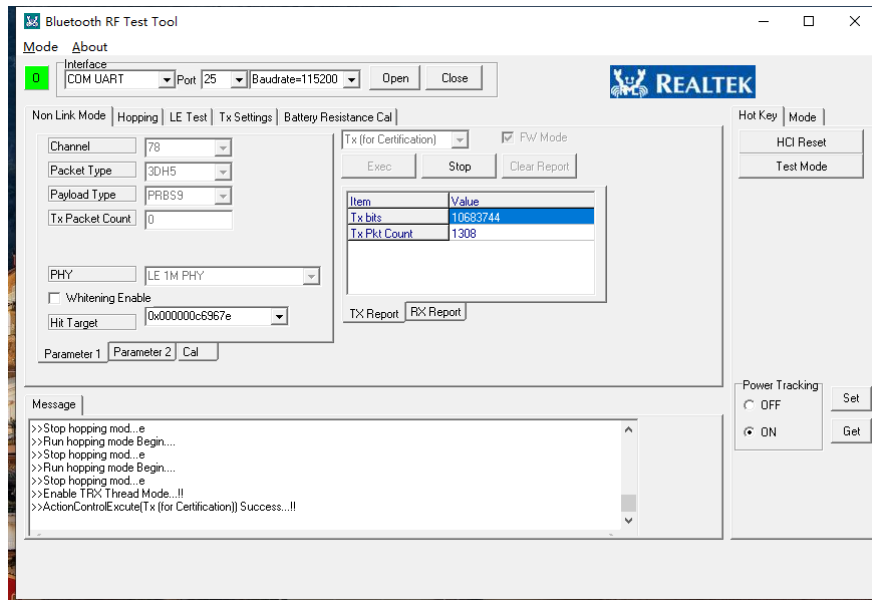 Bluetooth RF Test Tool
Mode About
Interface
0 COM UART Port 25 Baudrate=115200 Open Close
REALTEK
Non Link Mode Hopping LE Test Tx Settings Battery Resistance Cal
Hot Key Mode
Channel 78
Packet Type 3DH5
Payload Type PRBS9
Tx Packet Count 0
PHY LE 1M PHY
Whitening Enable
Hit Target 0x000000c6967e
Parameter 1 Parameter 2 Cal
Tx (for Certification) FW Mode
Exec Stop Clear Report
Item Value
Tx bits 10683744
Tx Pkt Count 1308
TX Report RX Report
HCI Reset
Test Mode
Power Tracking
OFF Set
ON Get
Message
>>Stop hopping mod...e
>>Run hopping mode Begin....
>>Stop hopping mod...e
>>Run hopping mode Begin....
>>Stop hopping mod...e
>>Enable TRX Thread Mode...!!
>>ActionControlExcute(Tx (for Certification)) Success...!!